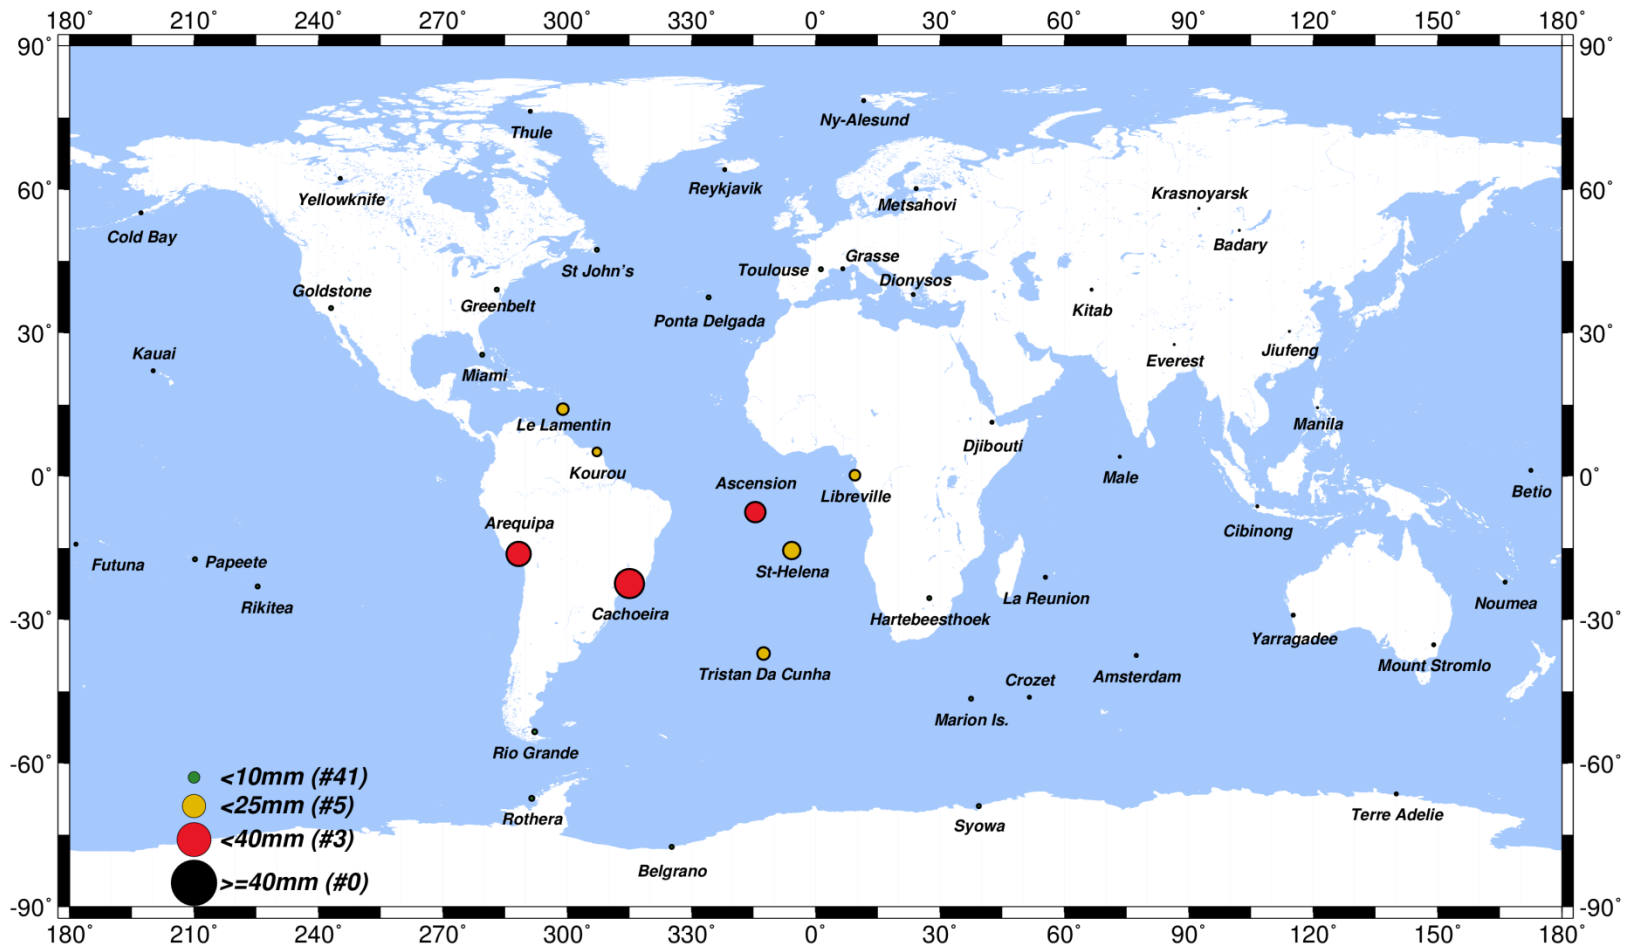 180˚ 210˚ 240˚ 270˚ 300˚ 330˚ 0˚ 30˚ 60˚ 90˚ 120˚ 150˚ 180˚
90˚ 90˚
Ny-Alesund
Thule
Reykjavik
60˚ 60˚
Yellowknife
Metsahovi
Krasnoyarsk
Cold Bay
Badary
St John's
Toulouse
Grasse
Dionysos
Goldstone
Greenbelt
Ponta Delgada
Kitab
30˚ 30˚
Kauai
Miami
Everest
Jiufeng
Le Lamentin
Manila
Djibouti
Kourou
0˚ 0˚
Ascension
Libreville
Male
Betio
Arequipa
Cibinong
Futuna
Papeete
St-Helena
Rikitea
Cachoeira
La Reunion
Noumea
-30˚ -30˚
Hartebeesthoek
Yarragadee
Mount Stromlo
Tristan Da Cunha
Crozet
Amsterdam
Marion Is.
Rio Grande
-60˚ -60˚
<10mm (#41)
<25mm (#5)
<40mm (#3)
>=40mm (#0)
Rothera
Syowa
Terre Adelie
Belgrano
-90˚ -90˚
180˚ 210˚ 240˚ 270˚ 300˚ 330˚ 0˚ 30˚ 60˚ 90˚ 120˚ 150˚ 180˚